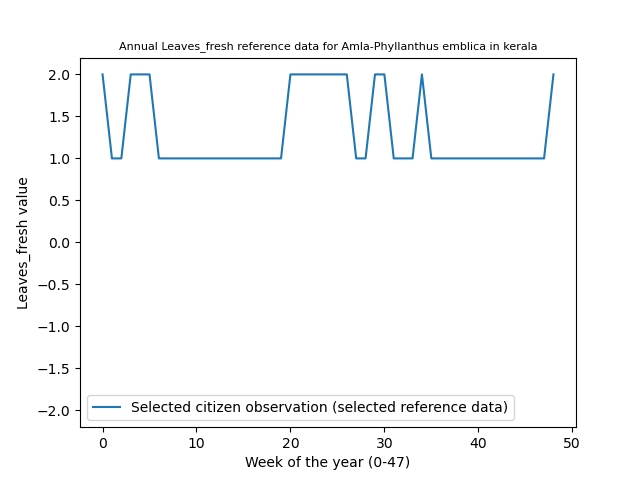 Annual Leaves_fresh reference data for Amla-Phyllanthus emblica in kerala
2.0
1.5
1.0
0.5
0.0
−0.5
−1.0
−1.5
−2.0
Leaves_fresh value
Selected citizen observation (selected reference data)
0 10 20 30 40 50
Week of the year (0-47)